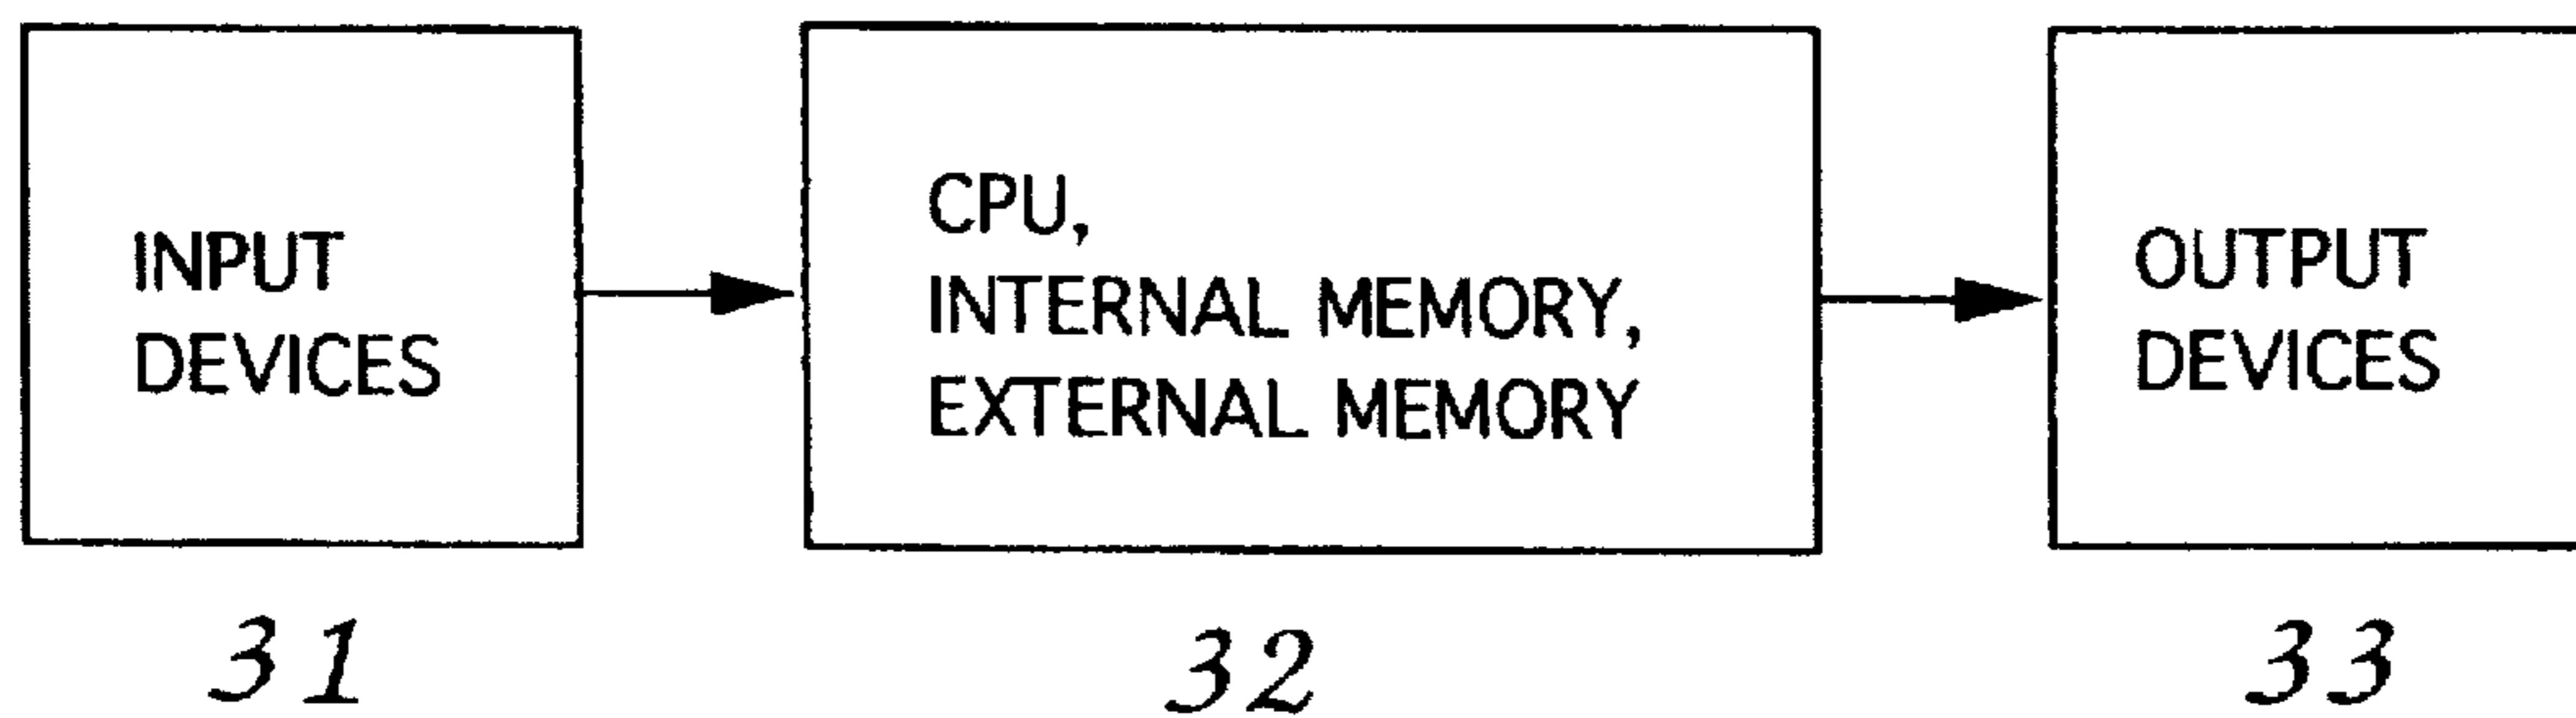 INPUT
DEVICES
CPU,
INTERNAL MEMORY,
EXTERNAL MEMORY
OUTPUT
DEVICES
31
32
33